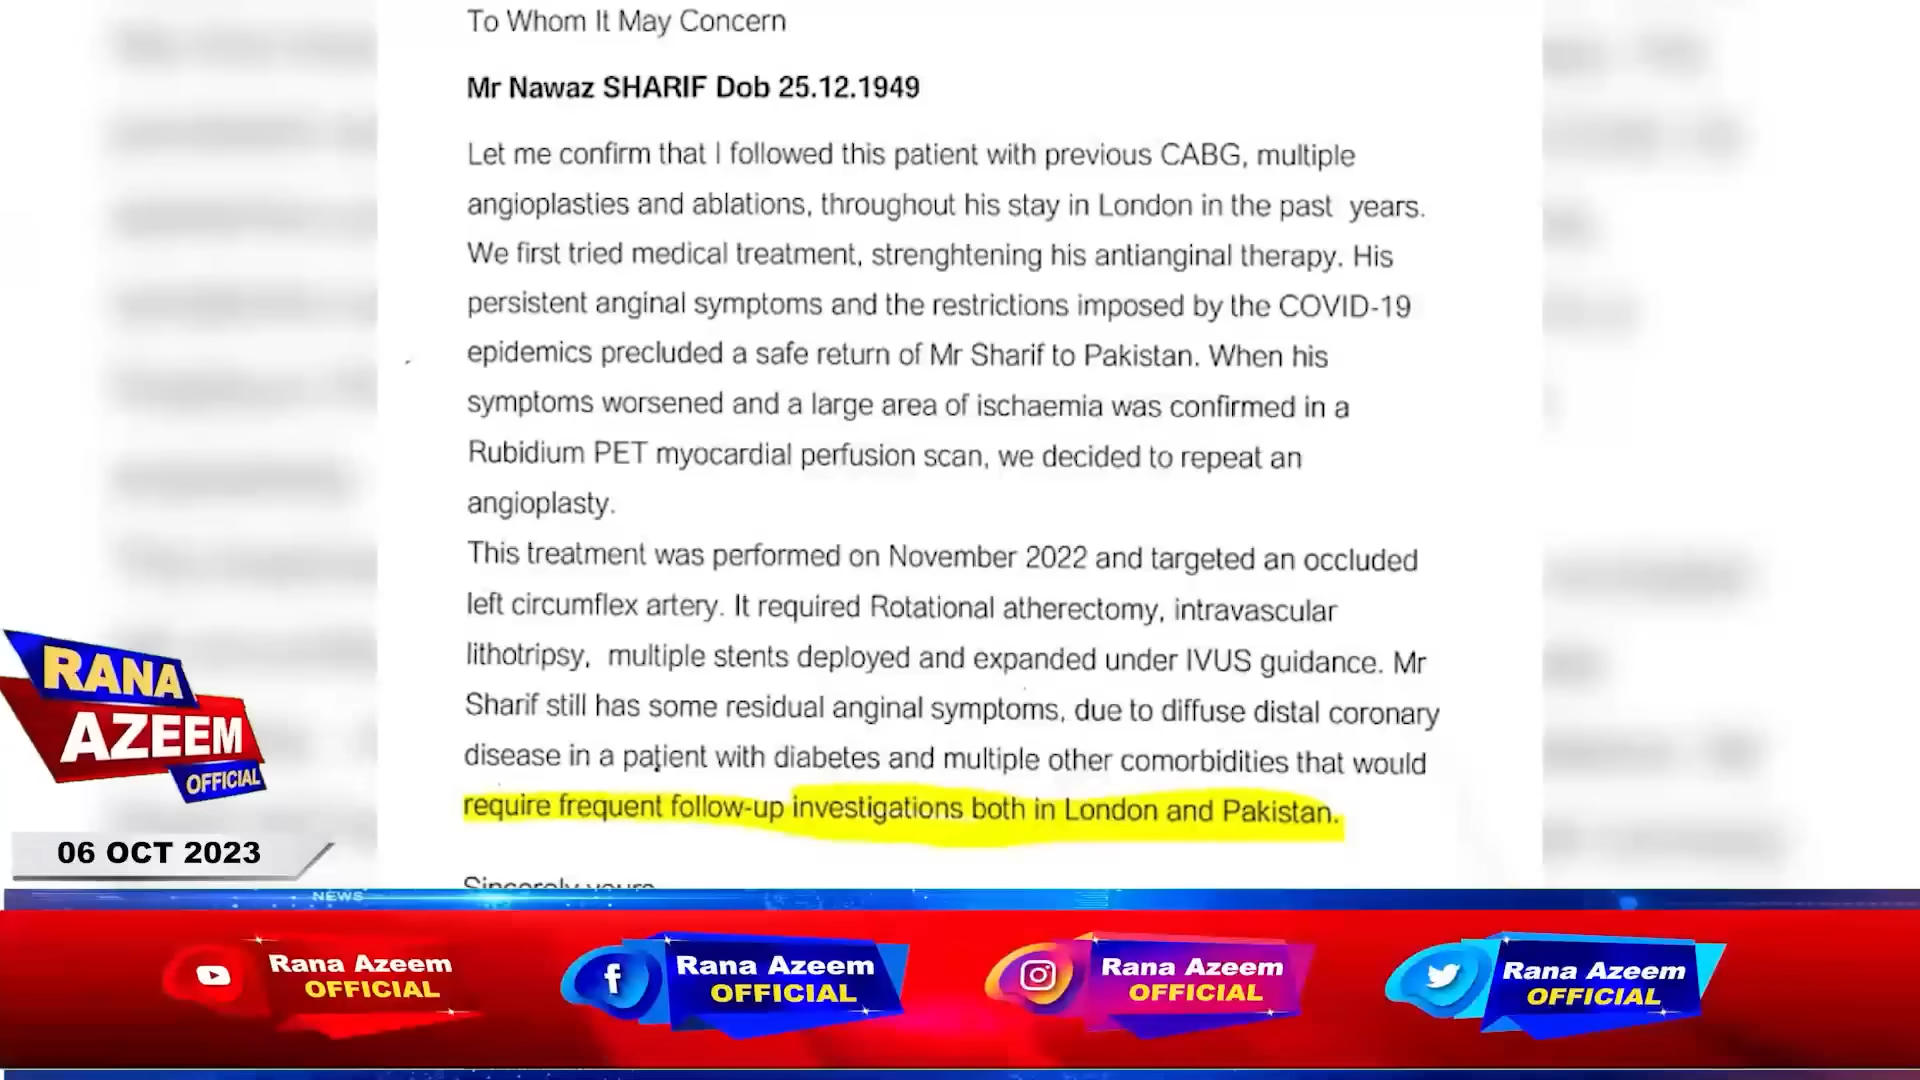 To Whom It May Concern
Mr Nawaz SHARIF Dob 25.12.1949
Let me confirm that I followed this patient with previous CABG, multiple
angioplasties and ablations, throughout his stay in London in the past years.
We first tried medical treatment, strenghtening his antianginal therapy. His
persistent anginal symptoms and the restrictions imposed by the COVID-19
epidemics precluded a safe return of Mr Sharif to Pakistan. When his
symptoms worsened and a large area of ischaemia was confirmed in a
Rubidium PET myocardial perfusion scan, we decided to repeat an
angioplasty.
This treatment was performed on November 2022 and targeted an occluded
left circumflex artery. It required Rotational atherectomy, intravascular
lithotripsy, multiple stents deployed and expanded under IVUS guidance. Mr
Sharif still has some residual anginal symptoms, due to diffuse distal coronary
disease in a patient with diabetes and multiple other comorbidities that would
require frequent follow-up investigations both in London and Pakistan.
Sincerely yours
RANA
AZEEM
OFFICIAL
06 OCT 2023
NEWS
Rana Azeem
OFFICIAL
Rana Azeem
OFFICIAL
Rana Azeem
OFFICIAL
Rana Azeem
OFFICIAL